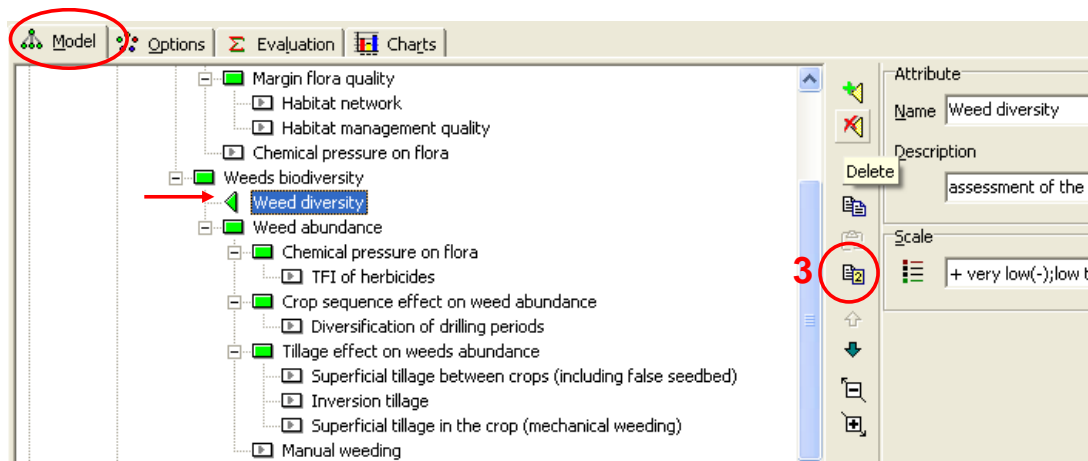 Model Options Σ Evaluation Charts
Margin flora quality
Habitat network
Habitat management quality
Chemical pressure on flora
Weeds biodiversity
Weed diversity
Weed abundance
Chemical pressure on flora
TFI of herbicides
Crop sequence effect on weed abundance
Diversification of drilling periods
Tillage effect on weeds abundance
Superficial tillage between crops (including false seedbed)
Inversion tillage
Superficial tillage in the crop (mechanical weeding)
Manual weeding
Delete
3
2
Attribute
Name Weed diversity
Description
assessment of the
Scale
+ very low(-);low t